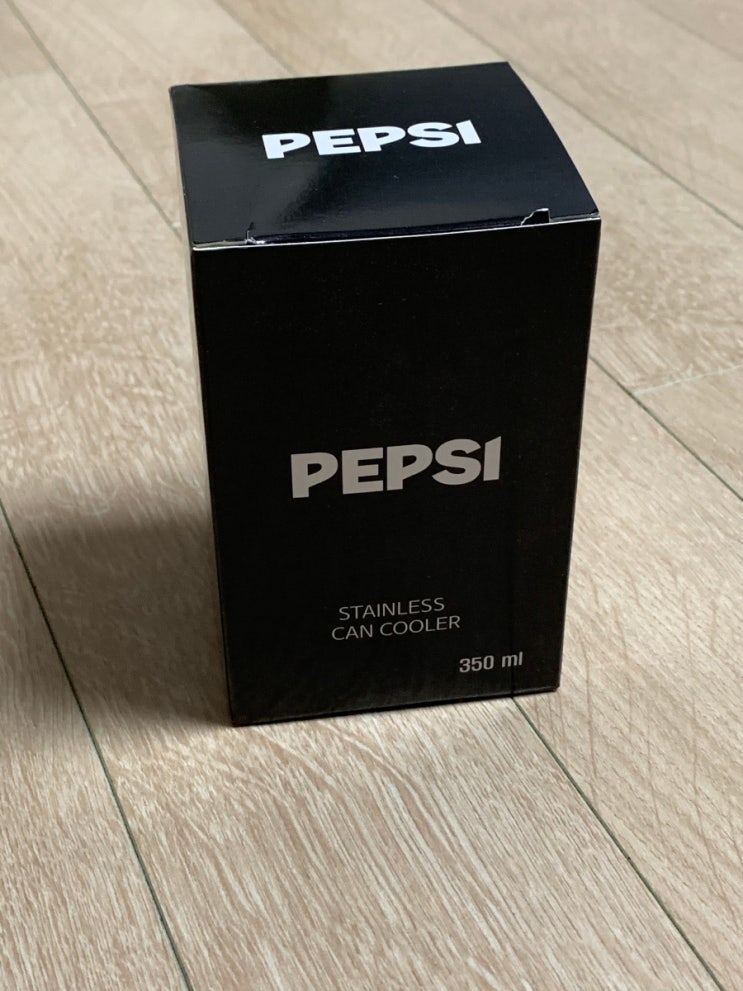 PEPSI
PEPSI
STAINLESS
CAN COOLER
350 ml